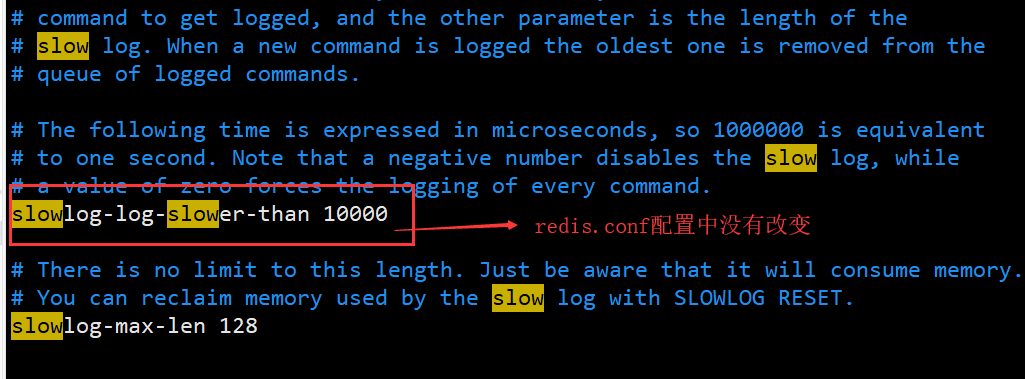 # command to get logged, and the other parameter is the length of the
# slow log. When a new command is logged the oldest one is removed from the
# queue of logged commands.
# The following time is expressed in microseconds, so 1000000 is equivalent
# to one second. Note that a negative number disables the slow log, while
# a value of zero forces the logging of every command.
slowlog-log-slower-than 10000
redis.conf配置中没有改变
# There is no limit to this length. Just be aware that it will consume memory.
# You can reclaim memory used by the slow log with SLOWLOG RESET.
slowlog-max-len 128